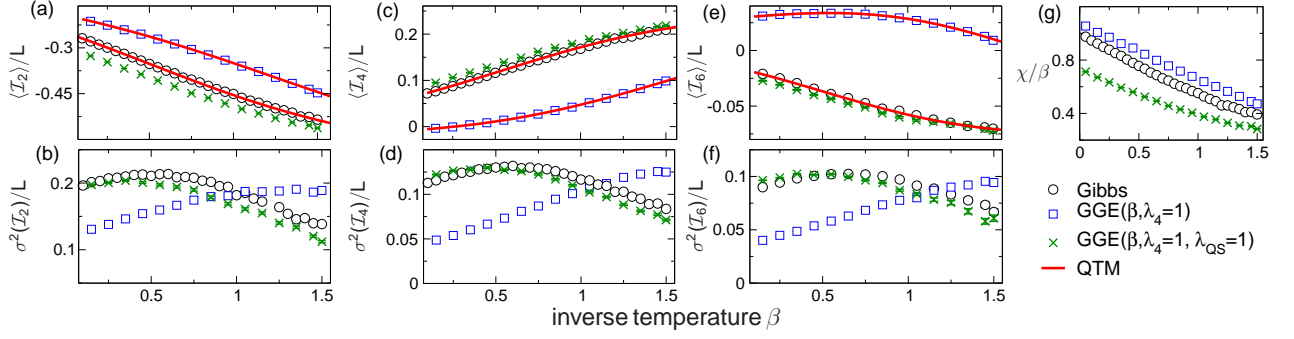 (a)
⟨I₂⟩/L
-0.3
-0.45
(b)
σ²(I₂)/L
0.2
0.1
0.5
1
1.5
(c)
⟨I₄⟩/L
0.2
0.1
0
(d)
σ²(I₄)/L
0.1
0.05
0
0.5
1
1.5
(e)
⟨I₆⟩/L
0
-0.05
(f)
σ²(I₆)/L
0.1
0.05
0
0.5
1
1.5
inverse temperature β
(g)
χ/β
0.8
0.4
0
0.5
1
1.5
Gibbs
GGE(β,λ₄=1)
GGE(β,λ₄=1, λ_QS=1)
QTM